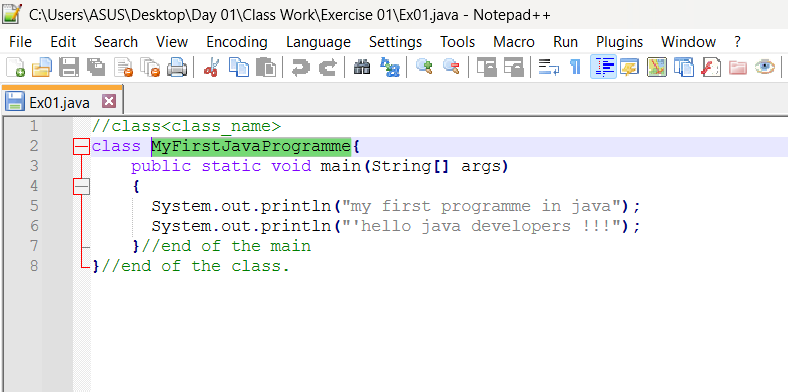 C:\Users\ASUS\Desktop\Day 01\Class Work\Exercise 01\Ex01.java - Notepad++
File Edit Search View Encoding Language Settings Tools Macro Run Plugins Window ?
Ex01.java
1 //class<class_name>
2 class MyFirstJavaProgramme{
3 public static void main(String[] args)
4 {
5 System.out.println("my first programme in java");
6 System.out.println("'hello java developers !!!");
7 }//end of the main
8 }//end of the class.